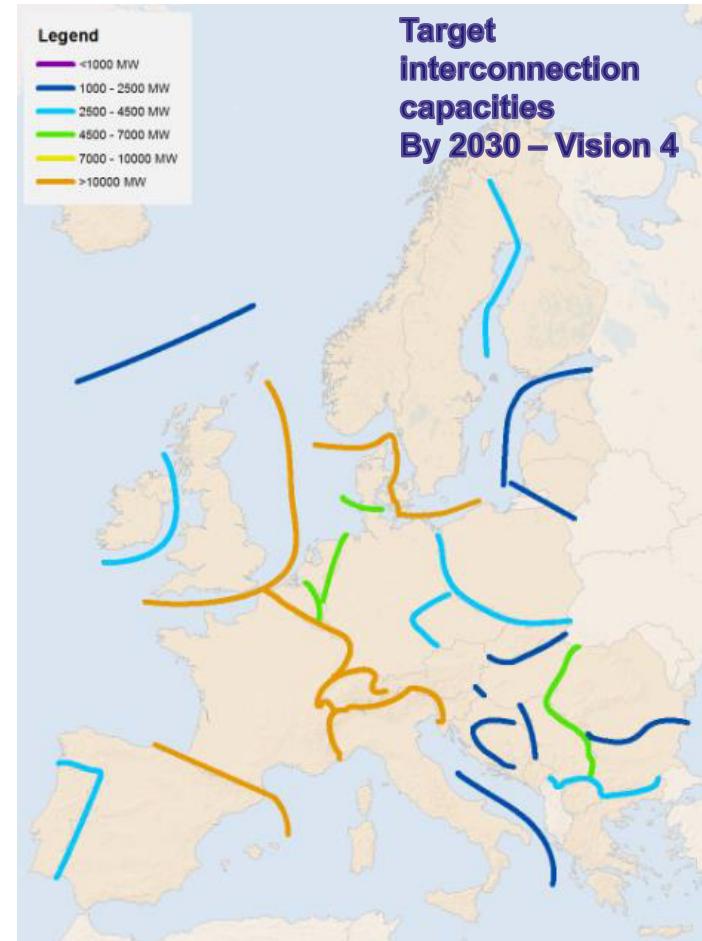 Legend
<1000 MW
1000 - 2500 MW
2500 - 4500 MW
4500 - 7000 MW
7000 - 10000 MW
>10000 MW
Target
interconnection
capacities
By 2030 – Vision 4